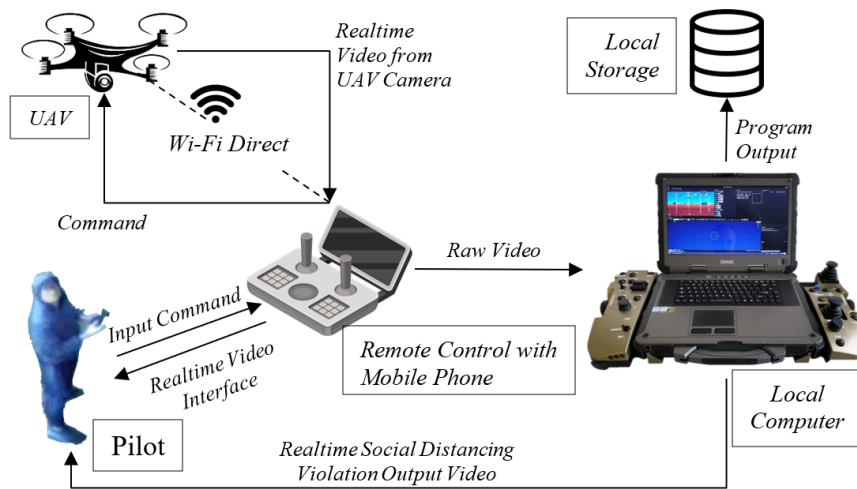 Realtime
Video from
UAV Camera
UAV
Wi-Fi Direct
Command
Local
Storage
Program
Output
Raw Video
Getac
Input Command
Realtime Video
Interface
Remote Control with
Mobile Phone
Local
Computer
Pilot
Realtime Social Distancing
Violation Output Video